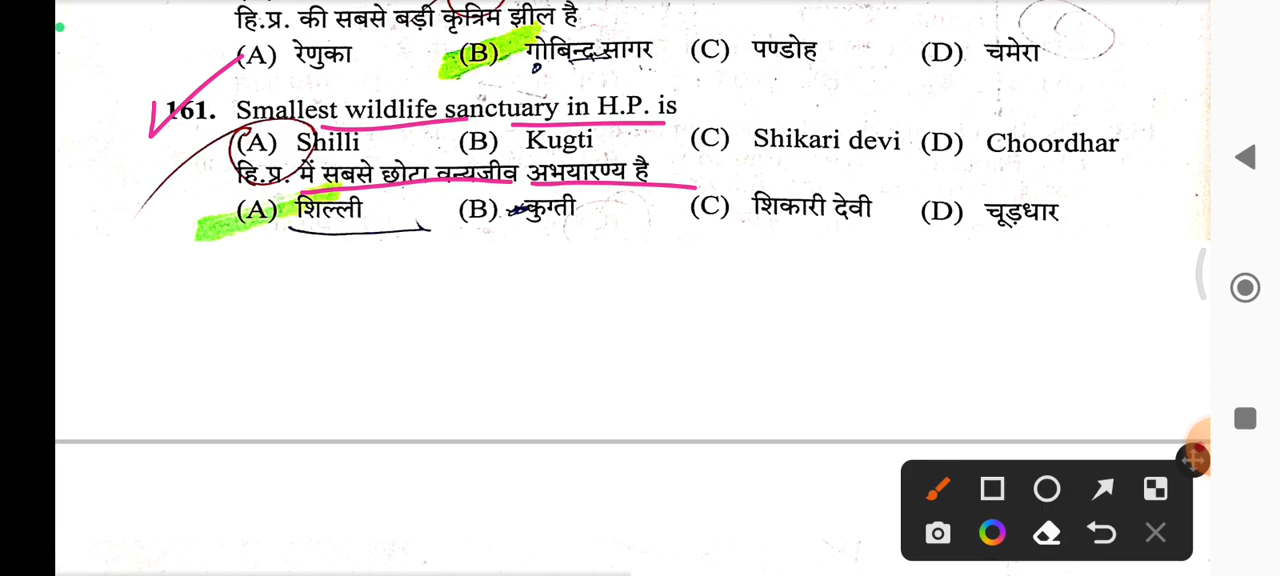 हि.प्र. की सबसे बड़ी कृत्रिम झील है
(A) रेणुका (B) गोबिन्द सागर (C) पण्डोह (D) चमेरा
161. Smallest wildlife sanctuary in H.P. is
(A) Shilli (B) Kugti (C) Shikari devi (D) Choordhar
हि.प्र. में सबसे छोटा वन्यजीव अभयारण्य है
(A) शिल्ली (B) कुग्ती (C) शिकारी देवी (D) चूड़धार